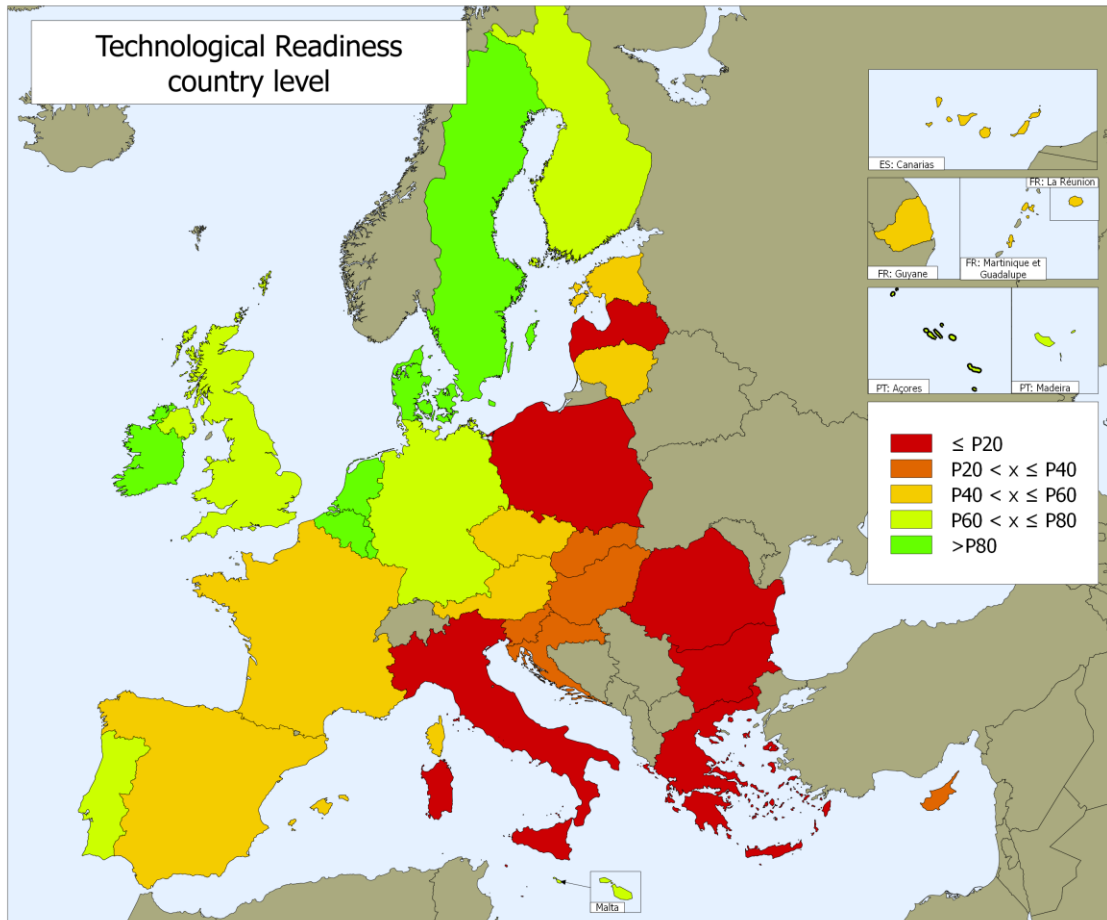 Technological Readiness
country level
ES: Canarias
FR: La Réunion
FR: Guyane
FR: Martinique et
Guadalupe
PT: Açores
PT: Madeira
≤ P20
P20 < x ≤ P40
P40 < x ≤ P60
P60 < x ≤ P80
>P80
Malta